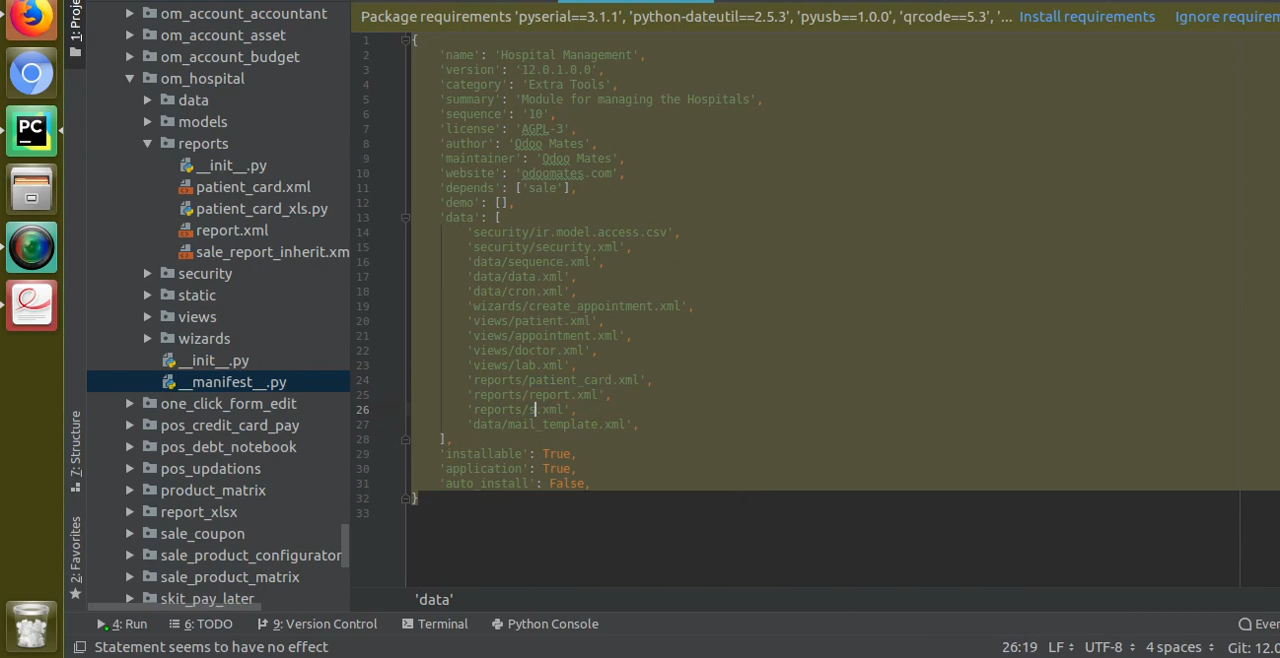 Package requirements 'pyserial==3.1.1', 'python-dateutil==2.5.3', 'pyusb==1.0.0', 'qrcode==5.3', '... Install requirements Ignore requirem
1: Proje
PC
om_account_accountant
om_account_asset
om_account_budget
om_hospital
data
models
reports
__init__.py
patient_card.xml
patient_card_xls.py
report.xml
sale_report_inherit.xm
security
static
views
wizards
__init__.py
__manifest__.py
one_click_form_edit
pos_credit_card_pay
pos_debt_notebook
pos_updations
product_matrix
report_xlsx
sale_coupon
sale_product_configurator
sale_product_matrix
skit_pay_later
7: Structure
2: Favorites
1 {
2 'name': 'Hospital Management',
3 'version': '12.0.1.0.0',
4 'category': 'Extra Tools',
5 'summary': 'Module for managing the Hospitals',
6 'sequence': '10',
7 'license': 'AGPL-3',
8 'author': 'Odoo Mates',
9 'maintainer': 'Odoo Mates',
10 'website': 'odoomates.com',
11 'depends': ['sale'],
12 'demo': [],
13 'data': [
14 'security/ir.model.access.csv',
15 'security/security.xml',
16 'data/sequence.xml',
17 'data/data.xml',
18 'data/cron.xml',
19 'wizards/create_appointment.xml',
20 'views/patient.xml',
21 'views/appointment.xml',
22 'views/doctor.xml',
23 'views/lab.xml',
24 'reports/patient_card.xml',
25 'reports/report.xml',
26 'reports/s.xml',
27 'data/mail_template.xml',
28 ],
29 'installable': True,
30 'application': True,
31 'auto_install': False,
32 }
33
'data'
4: Run 6: TODO 9: Version Control Terminal Python Console Even
Statement seems to have no effect 26:19 LF UTF-8 4 spaces Git: 12.0